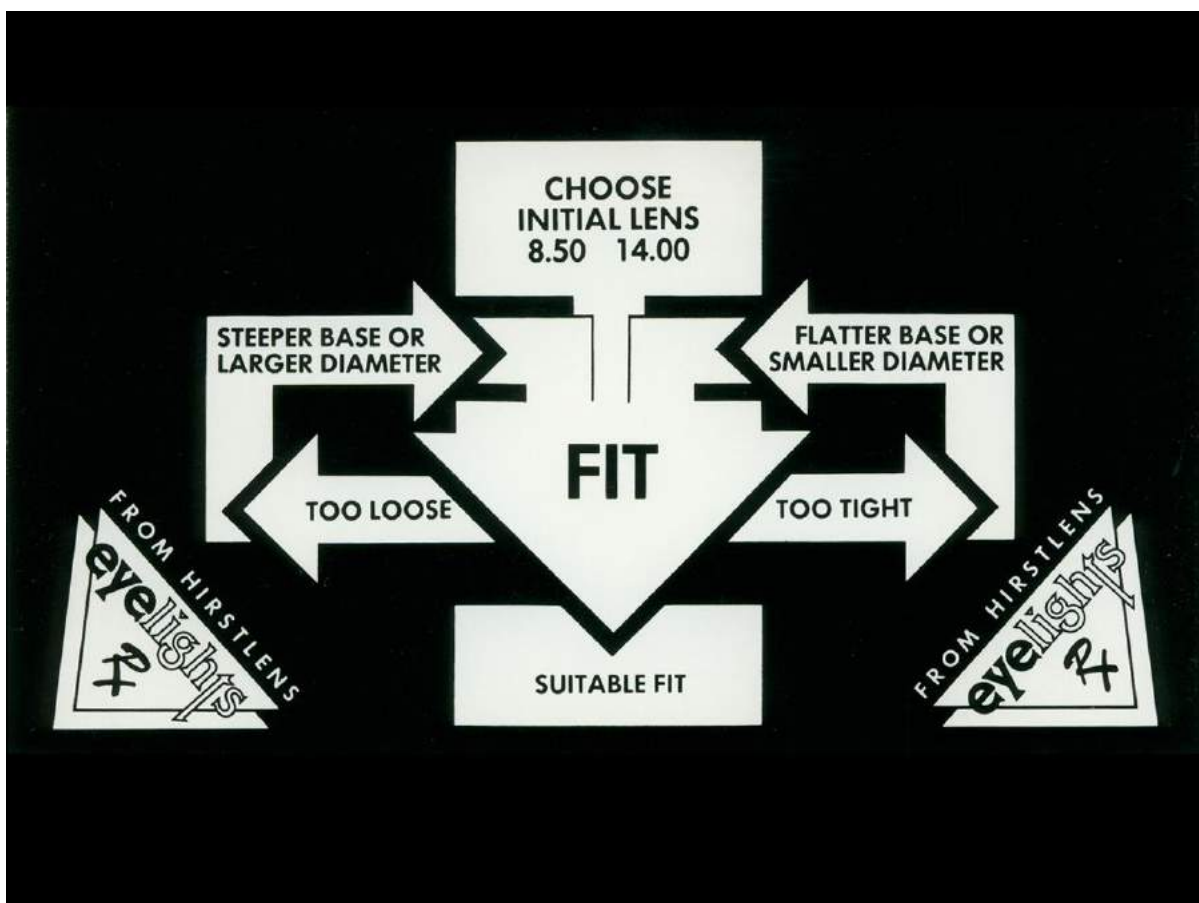 CHOOSE
INITIAL LENS
8.50 14.00
STEEPER BASE OR
LARGER DIAMETER
FLATTER BASE OR
SMALLER DIAMETER
FIT
TOO LOOSE
TOO TIGHT
SUITABLE FIT
FROM HIRSTLENS
eyelights
Rx
FROM HIRSTLENS
eyelights
Rx